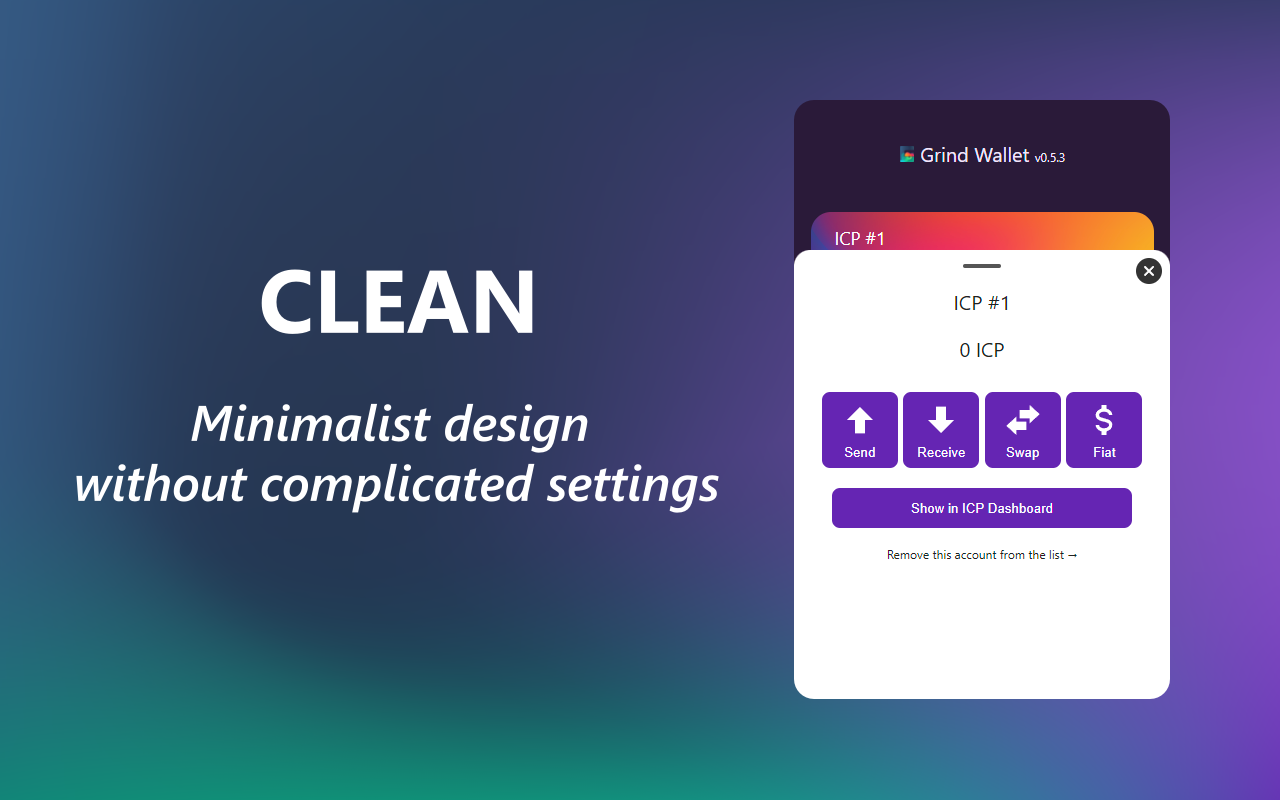 CLEAN
Minimalist design
without complicated settings
Grind Wallet v0.5.3
ICP #1
ICP #1
0 ICP
Send Receive Swap Fiat
Show in ICP Dashboard
Remove this account from the list →